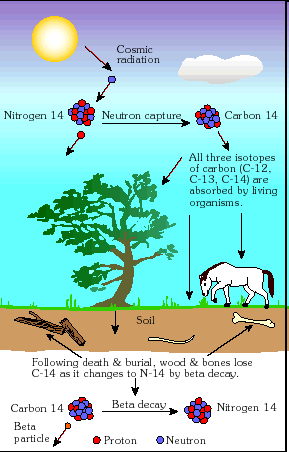 Cosmic
radiation
Nitrogen 14
Neutron capture
Carbon 14
All three isotopes
of carbon (C-12,
C-13, C-14) are
absorbed by living
organisms.
Soil
Following death & burial, wood & bones lose
C-14 as it changes to N-14 by beta decay.
Carbon 14
Beta decay
Nitrogen 14
Beta
particle
Proton
Neutron